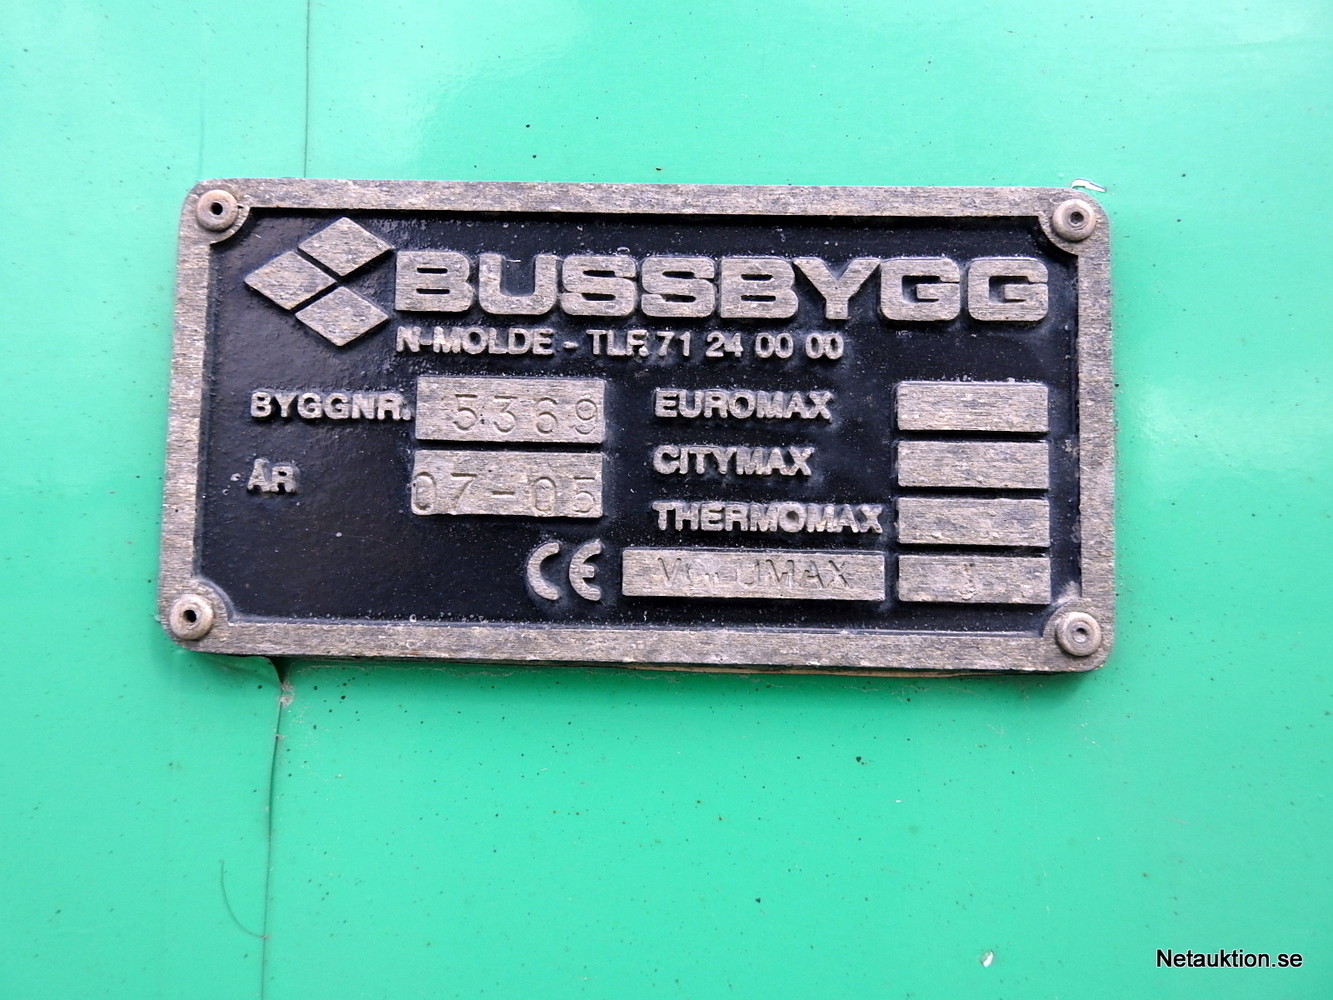 BUSSBYGG
N-MOLDE - TLF. 71 24 00 00
BYGGNR. 5369
ÅR 07-05
EUROMAX
CITYMAX
THERMOMAX
CE VOLUMAX 1
Netauktion.se